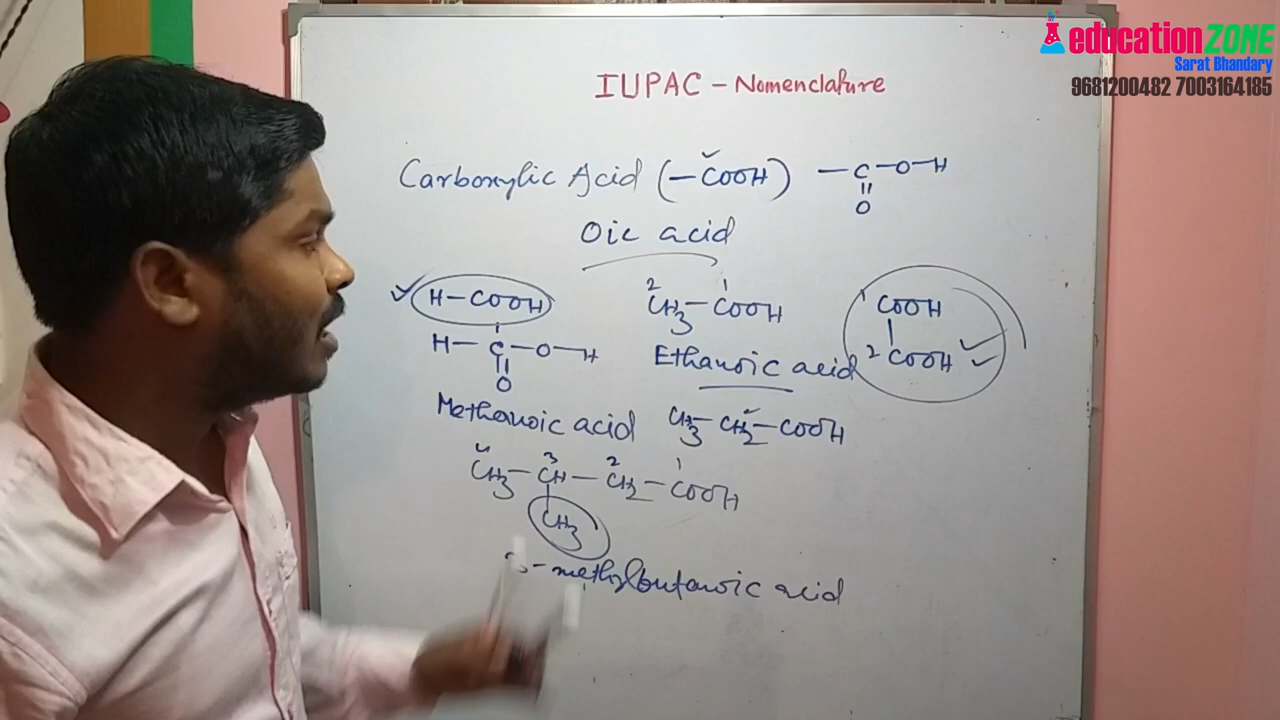 educationZONE
Sarat Bhandary
9681200482 7003164185
IUPAC - Nomenclature
Carboxylic Acid (-COOH) -C-O-H
O
Oic acid
H-COOH
H-C-O-H
O
Methanoic acid
2 1
CH3-COOH
Ethanoic acid
1 COOH
2 COOH
CH3-CH2-COOH
4 3 2 1
CH3-CH-CH2-COOH
CH3
3-methylbutanoic acid